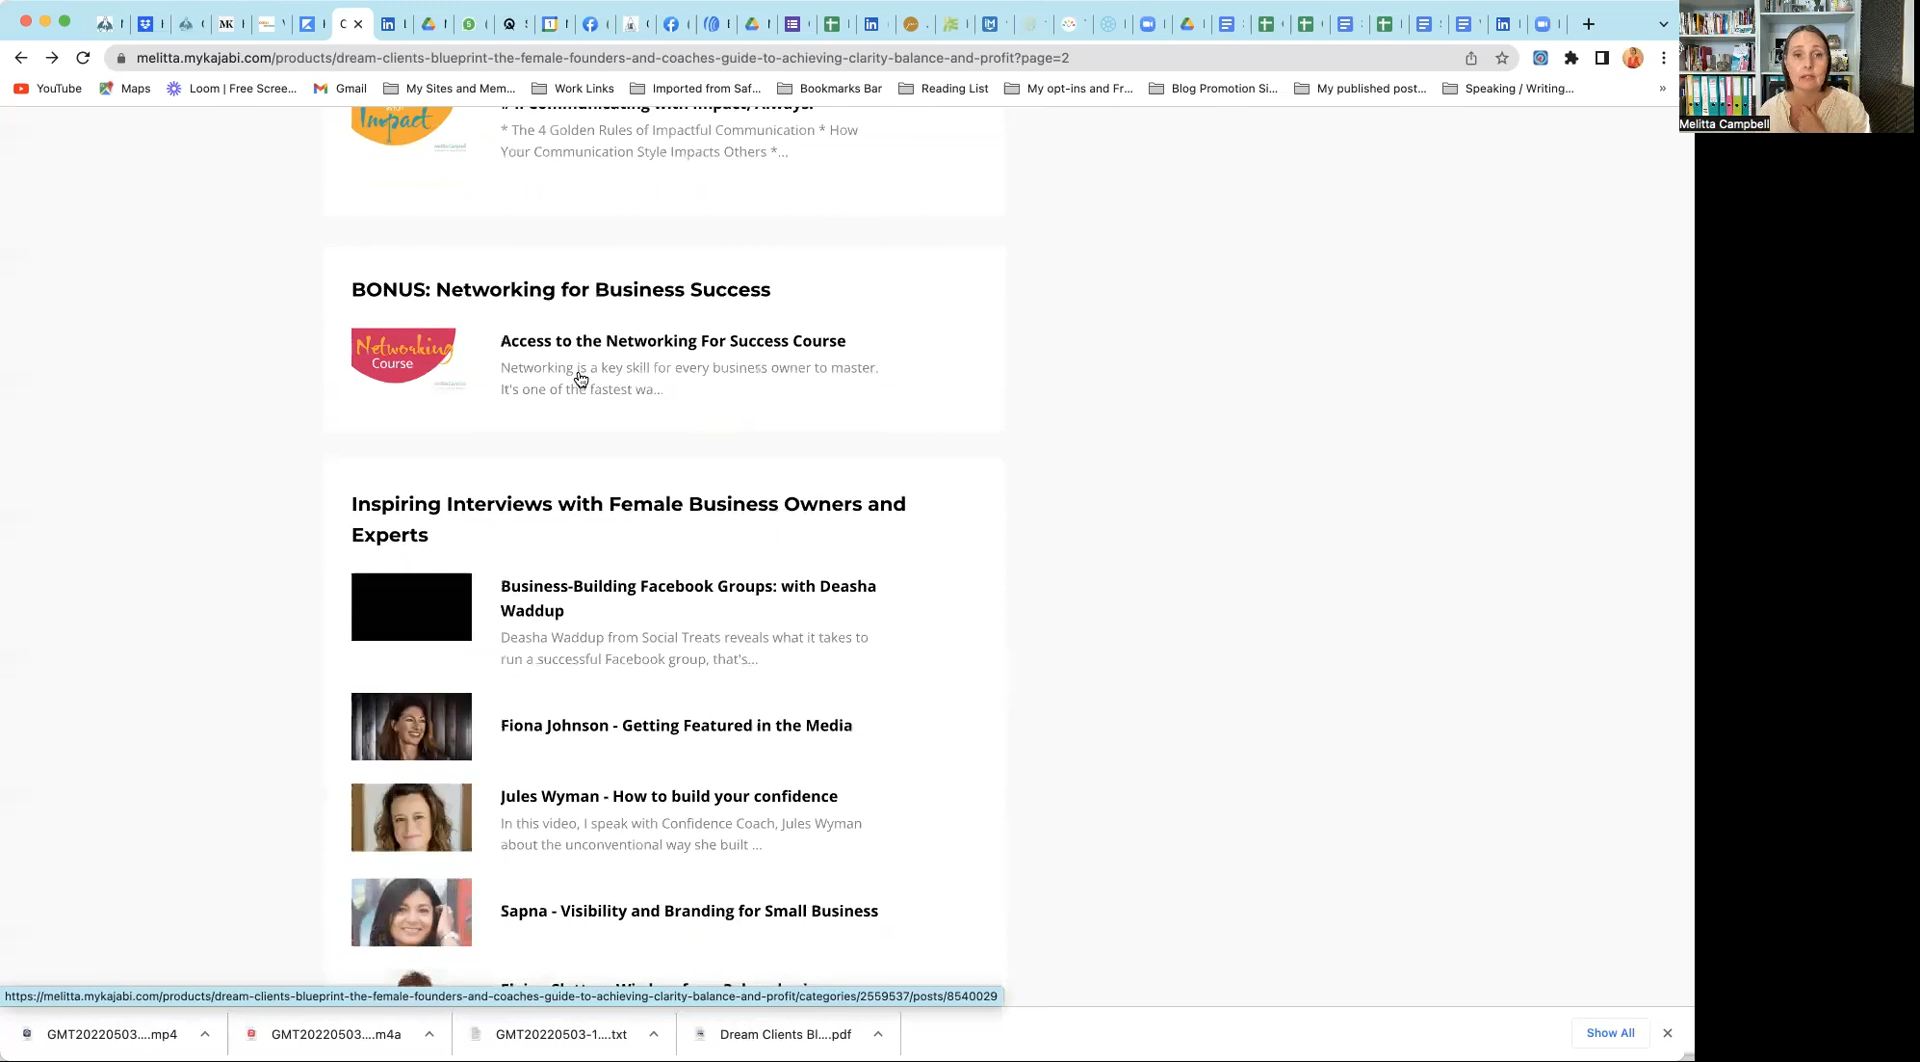 melitta.mykajabi.com/products/dream-clients-blueprint-the-female-founders-and-coaches-guide-to-achieving-clarity-balance-and-profit?page=2
YouTube
Maps
Loom | Free Scree...
Gmail
My Sites and Mem...
Work Links
Imported from Saf...
Bookmarks Bar
Reading List
My opt-ins and Fr...
Blog Promotion Si...
My published post...
Speaking / Writing...
»
Melitta Campbell
Impact
Communicating with Impact, Always!
* The 4 Golden Rules of Impactful Communication * How
Your Communication Style Impacts Others *...
BONUS: Networking for Business Success
Networking
Course
Access to the Networking For Success Course
Networking is a key skill for every business owner to master.
It's one of the fastest wa...
Inspiring Interviews with Female Business Owners and
Experts
Business-Building Facebook Groups: with Deasha
Waddup
Deasha Waddup from Social Treats reveals what it takes to
run a successful Facebook group, that's...
Fiona Johnson - Getting Featured in the Media
Jules Wyman - How to build your confidence
In this video, I speak with Confidence Coach, Jules Wyman
about the unconventional way she built ...
Sapna - Visibility and Branding for Small Business
https://melitta.mykajabi.com/products/dream-clients-blueprint-the-female-founders-and-coaches-guide-to-achieving-clarity-balance-and-profit/categories/2559537/posts/8540029
GMT20220503....mp4
GMT20220503....m4a
GMT20220503-1....txt
Dream Clients Bl....pdf
Show All